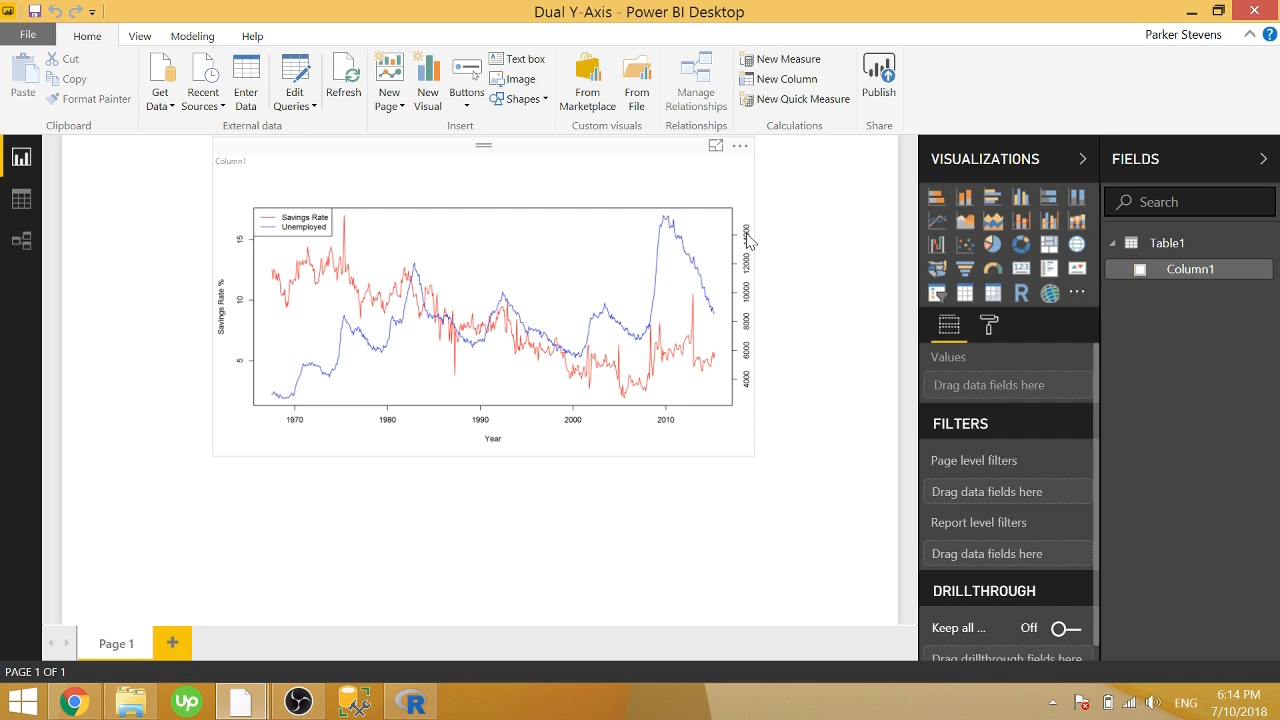 Dual Y-Axis - Power BI Desktop
File
Home
View
Modeling
Help
Parker Stevens
Paste
Cut
Copy
Format Painter
Clipboard
Get Data
Recent Sources
Enter Data
External data
Edit Queries
Refresh
New Page
New Visual
Buttons
Text box
Image
Shapes
Insert
From Marketplace
From File
Custom visuals
Manage Relationships
Relationships
New Measure
New Column
New Quick Measure
Calculations
Publish
Share
Column1
Savings Rate
Unemployed
Savings Rate %
15
10
5
12000
10000
8000
6000
4000
1970
1980
1990
2000
2010
Year
VISUALIZATIONS
123
R
Values
Drag data fields here
FILTERS
Page level filters
Drag data fields here
Report level filters
Drag data fields here
DRILLTHROUGH
Keep all ...
Off
Drag drillthrough fields here
FIELDS
Search
Table1
Column1
Page 1
PAGE 1 OF 1
Up
R
ENG
6:14 PM
7/10/2018